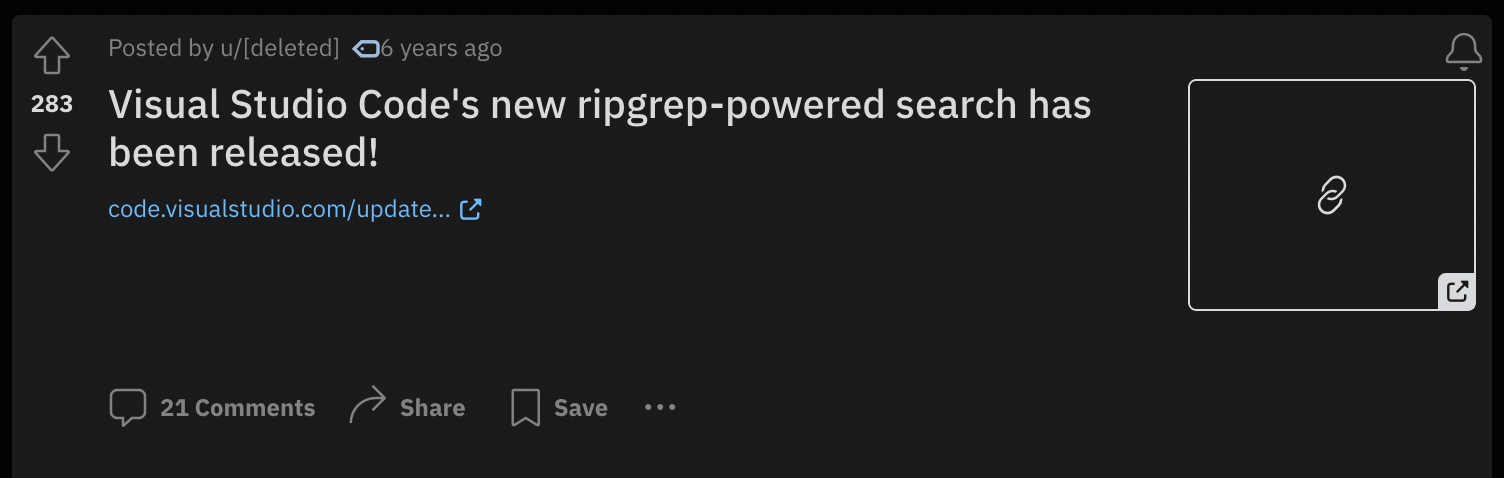 Posted by u/[deleted] 6 years ago
283
Visual Studio Code's new ripgrep-powered search has
been released!
code.visualstudio.com/update...
21 Comments Share Save